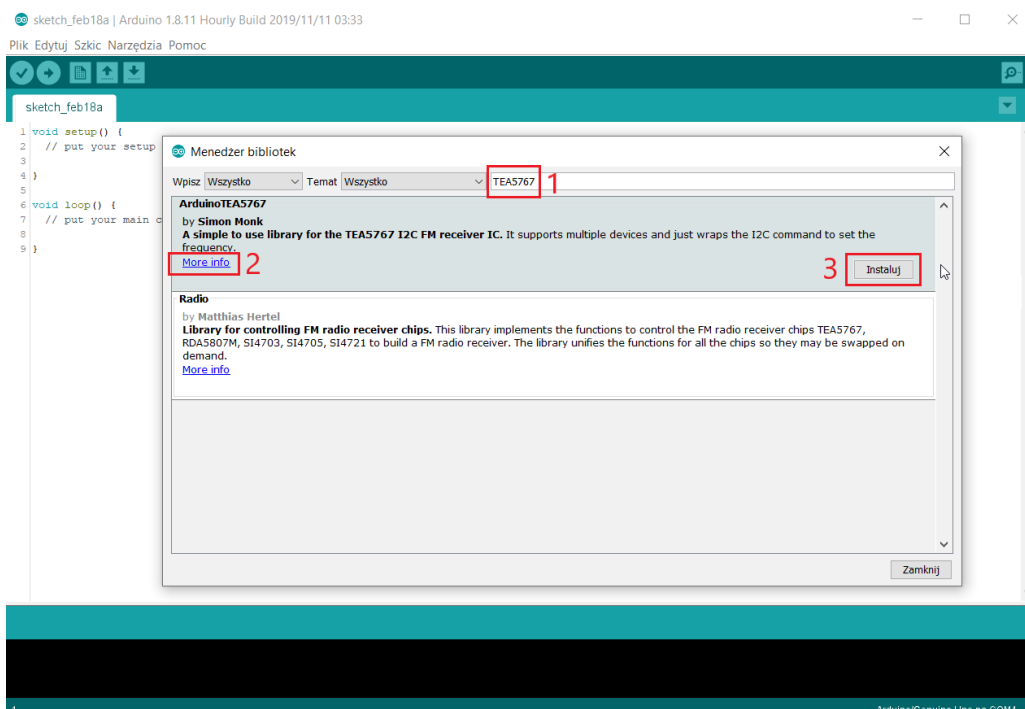 sketch_feb18a | Arduino 1.8.11 Hourly Build 2019/11/11 03:33
Plik Edytuj Szkic Narzędzia Pomoc
sketch_feb18a
1 void setup() {
2 // put your setup
3
4 }
5
6 void loop() {
7 // put your main c
8
9 }
Menedżer bibliotek
Wpisz Wszystko Temat Wszystko TEA5767 1
ArduinoTEA5767
by Simon Monk
A simple to use library for the TEA5767 I2C FM receiver IC. It supports multiple devices and just wraps the I2C command to set the
frequency.
More info 2
3 Instaluj
Radio
by Matthias Hertel
Library for controlling FM radio receiver chips. This library implements the functions to control the FM radio receiver chips TEA5767,
RDA5807M, SI4703, SI4705, SI4721 to build a FM radio receiver. The library unifies the functions for all the chips so they may be swapped on
demand.
More info
Zamknij